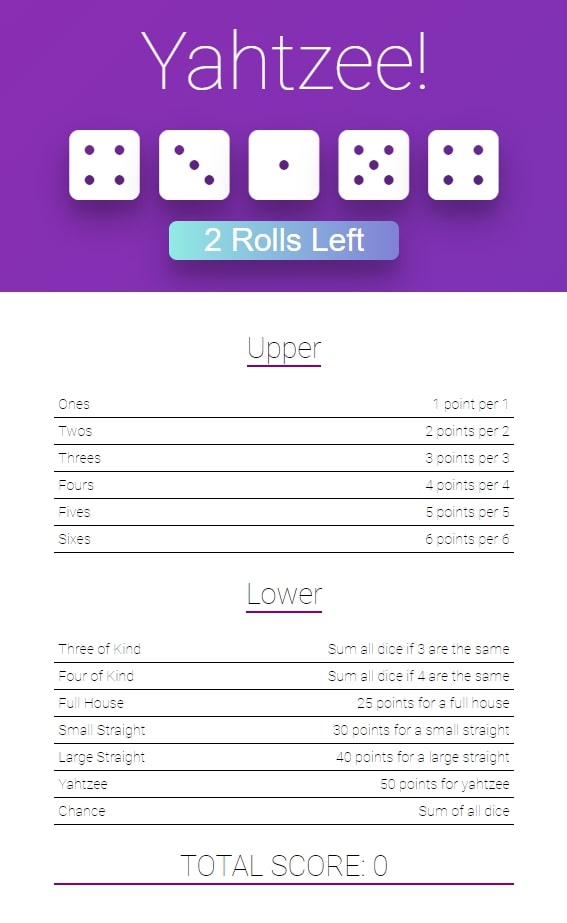 Yahtzee!
2 Rolls Left
Upper
Ones 1 point per 1
Twos 2 points per 2
Threes 3 points per 3
Fours 4 points per 4
Fives 5 points per 5
Sixes 6 points per 6
Lower
Three of Kind Sum all dice if 3 are the same
Four of Kind Sum all dice if 4 are the same
Full House 25 points for a full house
Small Straight 30 points for a small straight
Large Straight 40 points for a large straight
Yahtzee 50 points for yahtzee
Chance Sum of all dice
TOTAL SCORE: 0